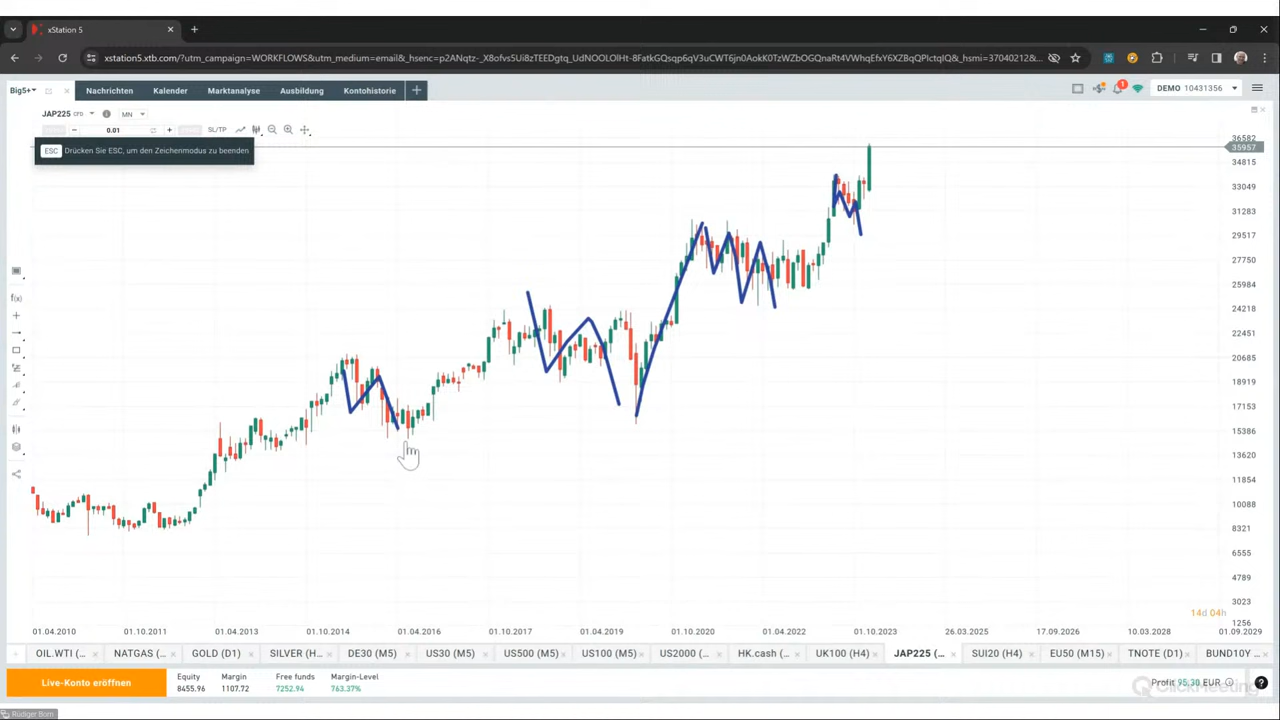 xStation 5
xstation5.xtb.com/?utm_campaign=WORKFLOWS&utm_medium=email&_hsenc=p2ANqtz-_X8ofvs5Ui8zTEEDgtq_UdNOOLOlHt-8FatkGSqsp6qV3uCWT6jn0AokK0TzWZbOgnaRt4VWhqEfxY6XZBqQPlctqIQ&_hsmi=37040212&...
Big5+
Nachrichten
Kalender
Marktanalyse
Ausbildung
Kontohistorie
1
DEMO 10431356
JAP225 CFD
MN
0.01
SL/TP
ESC Drücken Sie ESC, um den Zeichenmodus zu beenden
36582
35957
34815
33049
31283
29517
27750
25984
24218
22451
20685
18919
17153
15386
13620
11854
10088
8321
6555
4789
3023
1256
f(x)
14d 04h
01.04.2010 01.10.2011 01.04.2013 01.10.2014 01.04.2016 01.10.2017 01.04.2019 01.10.2020 01.04.2022 01.10.2023 26.03.2025 17.09.2026 10.03.2028 01.09.2029
OIL.WTI (... NATGAS (... GOLD (D1) SILVER (H... DE30 (M5) US30 (M5) US500 (M5) US100 (M5) US2000 (... HK.cash (... UK100 (H4) JAP225 (... SUI20 (H4) EU50 (M15) TNOTE (D1) BUND10Y
Live-Konto eröffnen
Equity Margin Free funds Margin-Level
8455.96 1107.72 7252.94 763.37%
Profit 95,30 EUR
ClickMeeting
Rüdiger Born